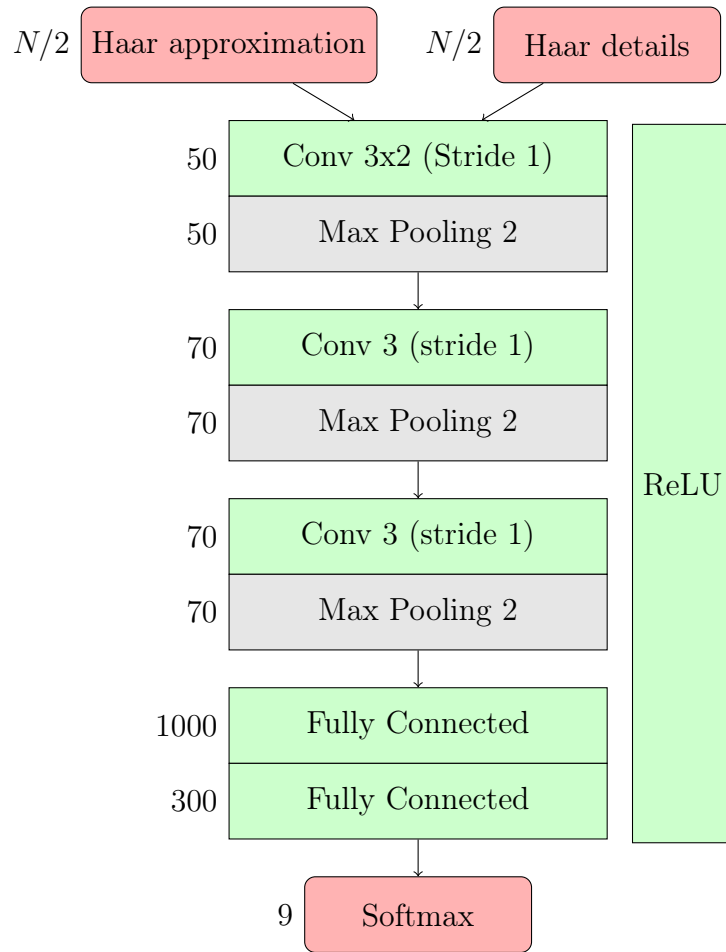 N/2 Haar approximation N/2 Haar details
50 Conv 3x2 (Stride 1)
50 Max Pooling 2
70 Conv 3 (stride 1)
70 Max Pooling 2
ReLU
70 Conv 3 (stride 1)
70 Max Pooling 2
1000 Fully Connected
300 Fully Connected
9 Softmax